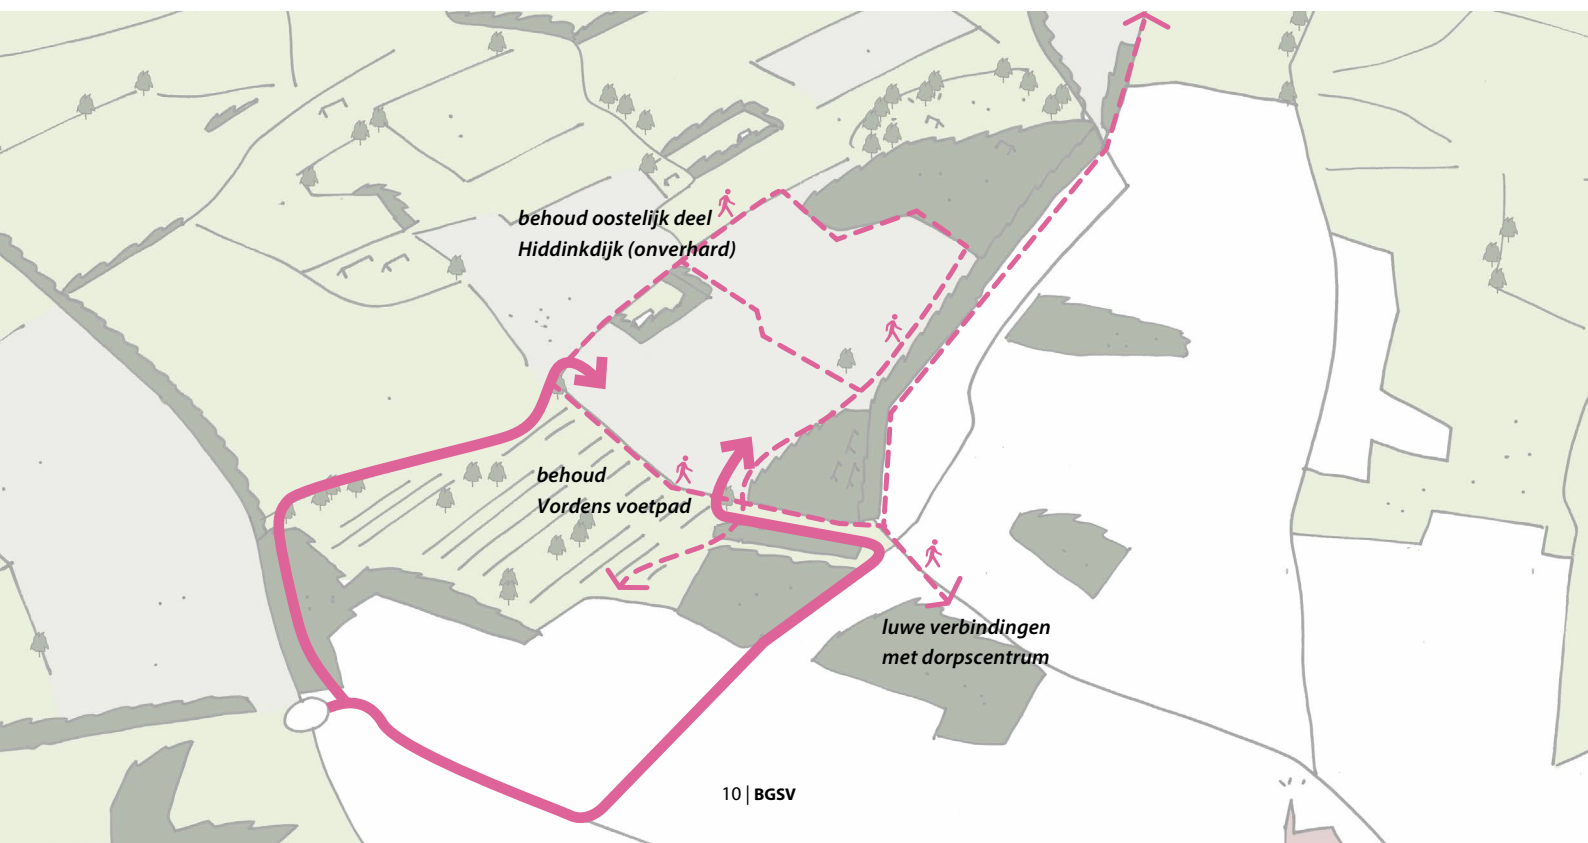 behoud oostelijk deel
Hiddinkdijk (onverhard)
behoud
Vordens voetpad
luwe verbindingen
met dorpscentrum
10 | BGSV